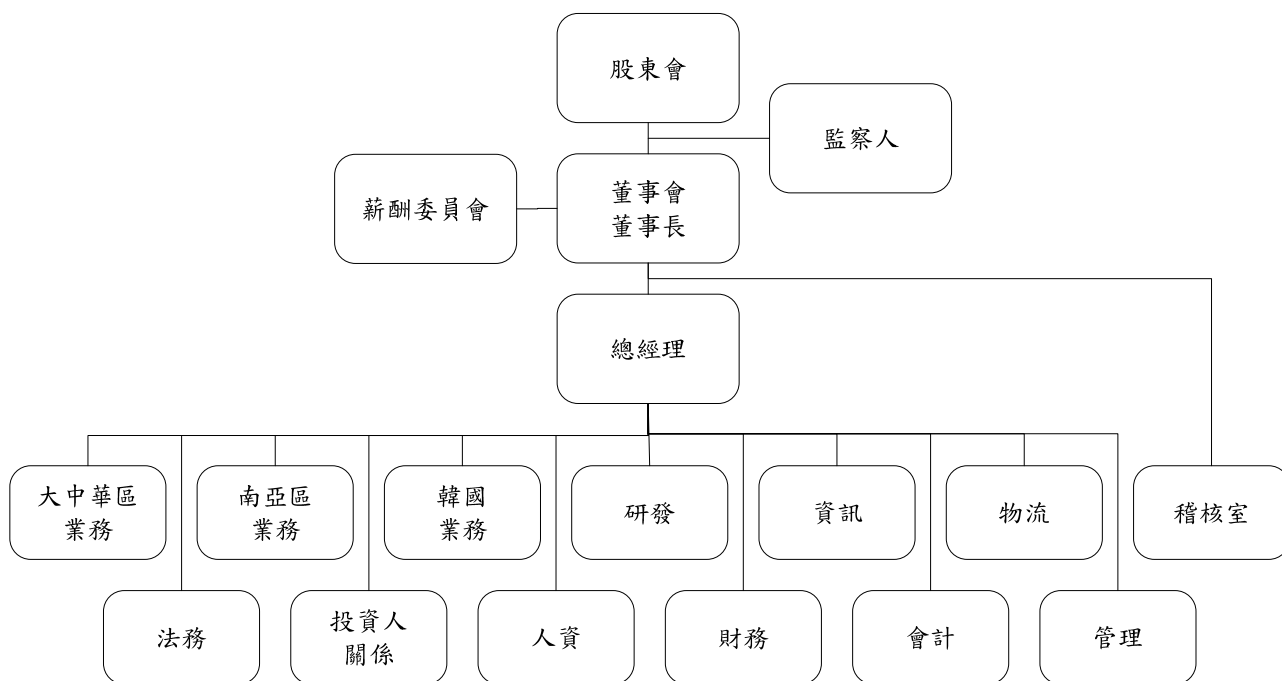 股東會
監察人
薪酬委員會
董事會
董事長
總經理
大中華區
業務
南亞區
業務
韓國
業務
研發
資訊
物流
稽核室
法務
投資人
關係
人資
財務
會計
管理